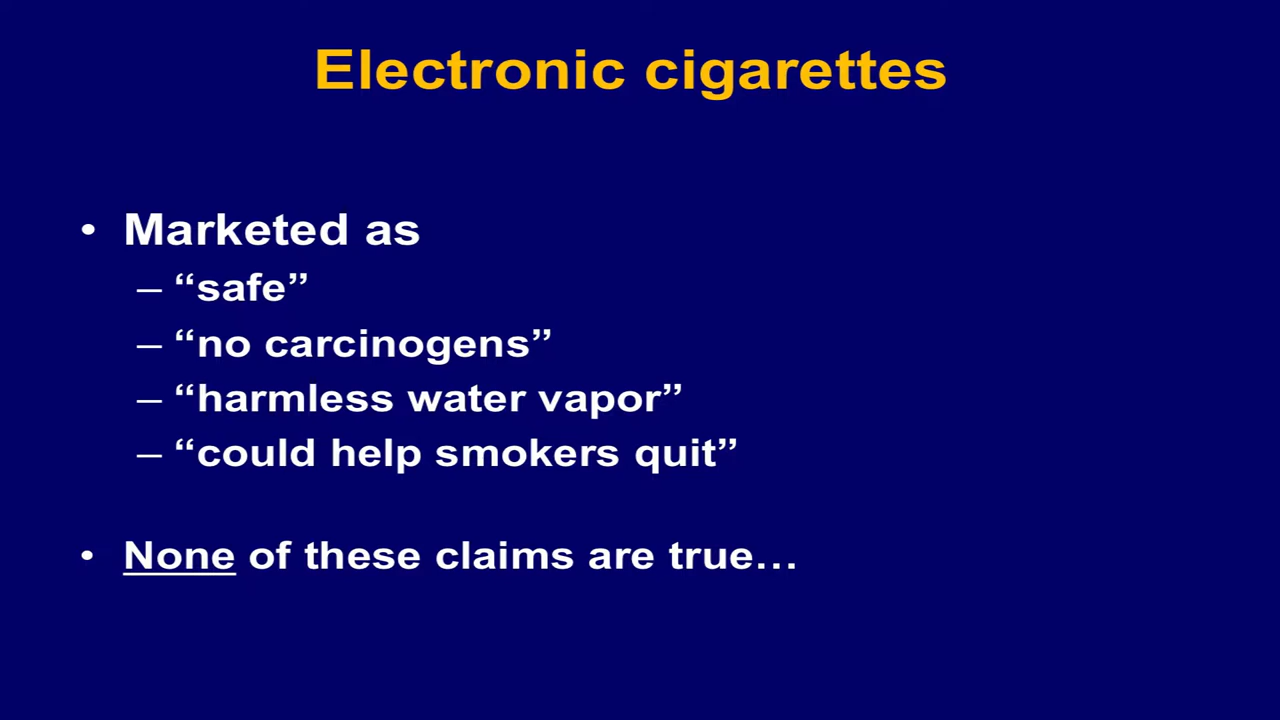 Electronic cigarettes
• Marketed as
– “safe”
– “no carcinogens”
– “harmless water vapor”
– “could help smokers quit”
• None of these claims are true…